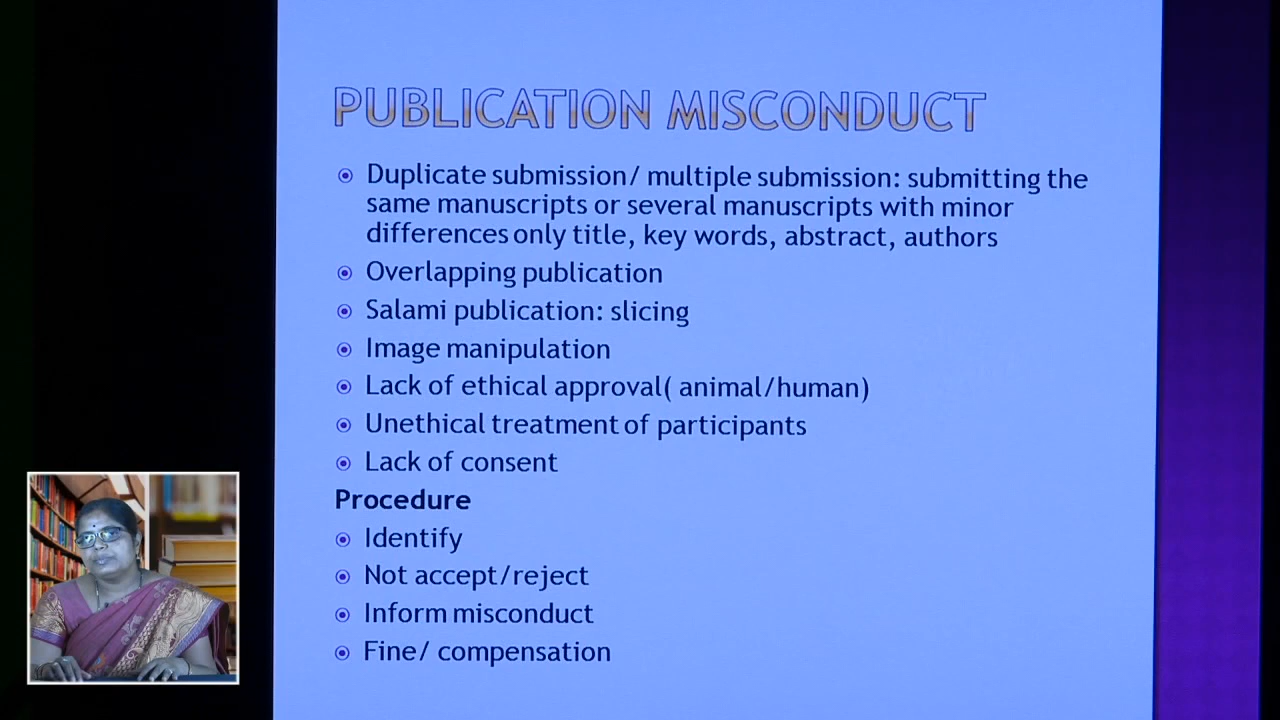 PUBLICATION MISCONDUCT
Duplicate submission/ multiple submission: submitting the
same manuscripts or several manuscripts with minor
differences only title, key words, abstract, authors
Overlapping publication
Salami publication: slicing
Image manipulation
Lack of ethical approval( animal/human)
Unethical treatment of participants
Lack of consent
Procedure
Identify
Not accept/reject
Inform misconduct
Fine/ compensation